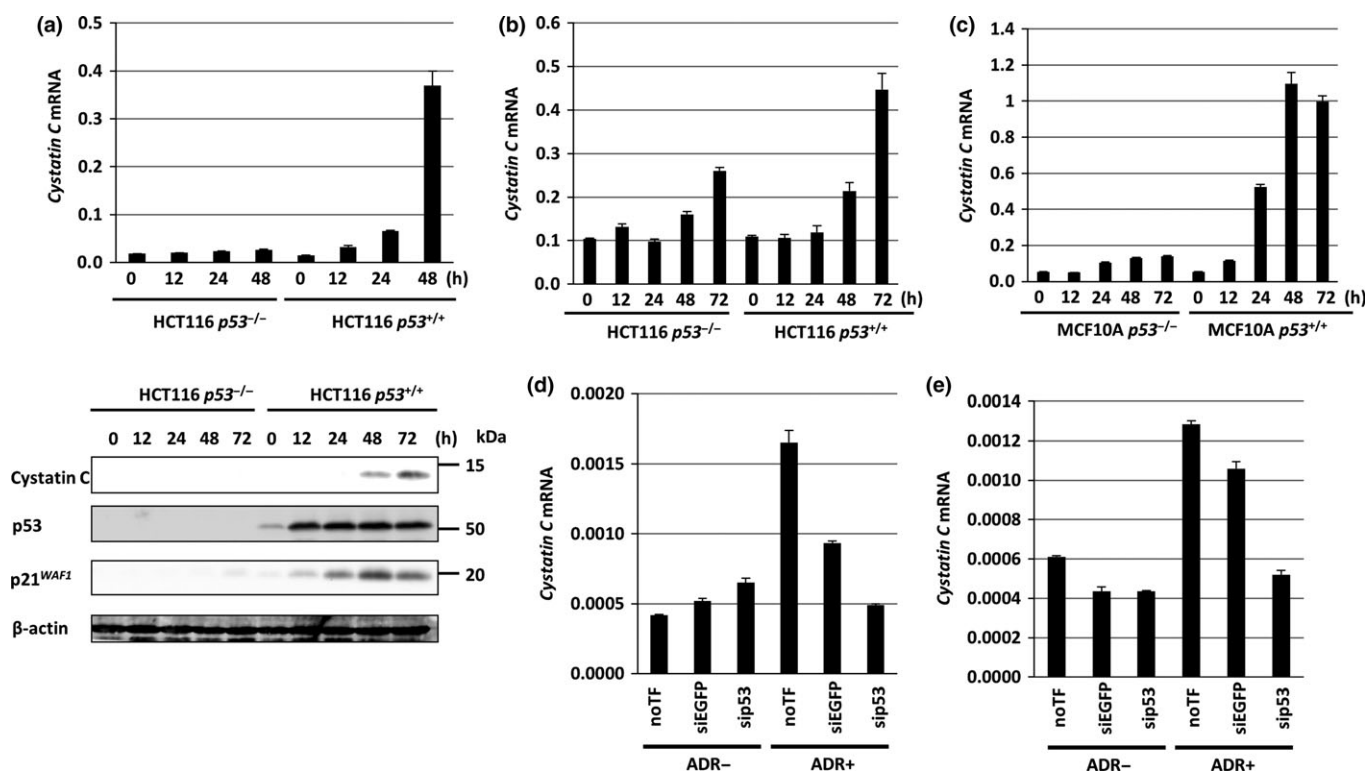 (a)
0.5
0.4
0.3
0.2
0.1
0.0
Cystatin C mRNA
0 12 24 48 0 12 24 48 (h)
HCT116 p53–/– HCT116 p53+/+
(b)
0.6
0.5
0.4
0.3
0.2
0.1
0.0
Cystatin C mRNA
0 12 24 48 72 0 12 24 48 72 (h)
HCT116 p53–/– HCT116 p53+/+
(c)
1.4
1.2
1
0.8
0.6
0.4
0.2
0.0
Cystatin C mRNA
0 12 24 48 72 0 12 24 48 72 (h)
MCF10A p53–/– MCF10A p53+/+
HCT116 p53–/– HCT116 p53+/+
0 12 24 48 72 0 12 24 48 72 (h) kDa
Cystatin C 15
p53 50
p21WAF1 20
β-actin
(d)
0.0020
0.0015
0.0010
0.0005
0.0000
Cystatin C mRNA
noTF siEGFP sip53 noTF siEGFP sip53
ADR– ADR+
(e)
0.0014
0.0012
0.0010
0.0008
0.0006
0.0004
0.0002
0.0000
Cystatin C mRNA
noTF siEGFP sip53 noTF siEGFP sip53
ADR– ADR+